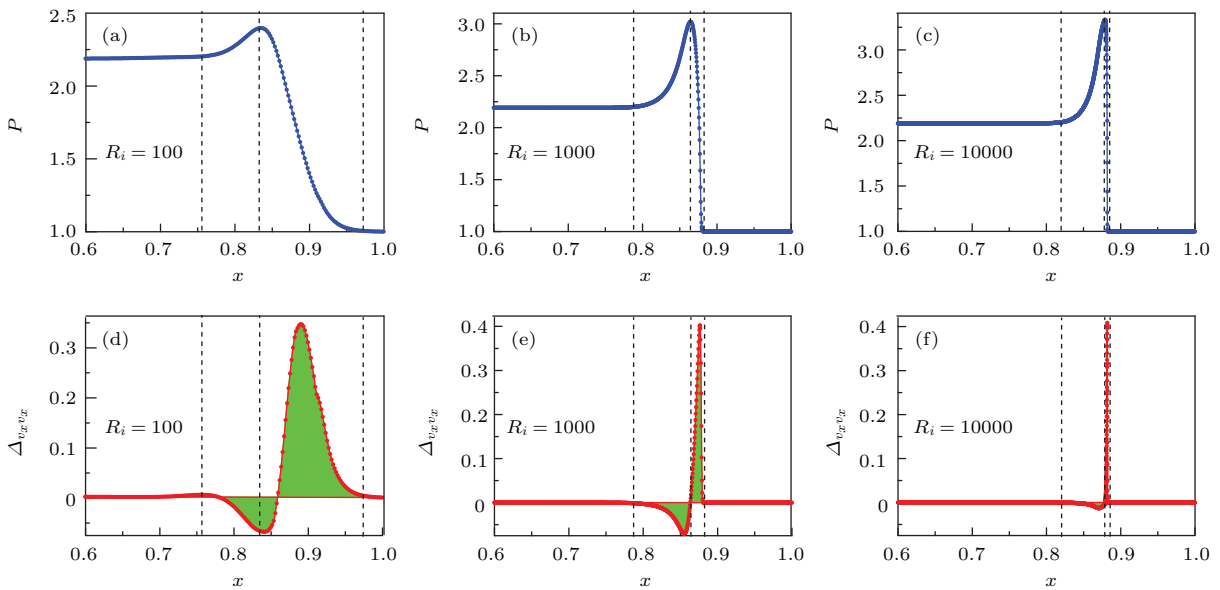 2.5
2.0
1.5
1.0
P
(a)
R_i = 100
0.6 0.7 0.8 0.9 1.0
x
3.0
2.5
2.0
1.5
1.0
P
(b)
R_i = 1000
0.6 0.7 0.8 0.9 1.0
x
3.0
2.5
2.0
1.5
1.0
P
(c)
R_i = 10000
0.6 0.7 0.8 0.9 1.0
x
0.3
0.2
0.1
0
Δ_{v_x v_x}
(d)
R_i = 100
0.6 0.7 0.8 0.9 1.0
x
0.4
0.3
0.2
0.1
0
Δ_{v_x v_x}
(e)
R_i = 1000
0.6 0.7 0.8 0.9 1.0
x
0.4
0.3
0.2
0.1
0
Δ_{v_x v_x}
(f)
R_i = 10000
0.6 0.7 0.8 0.9 1.0
x